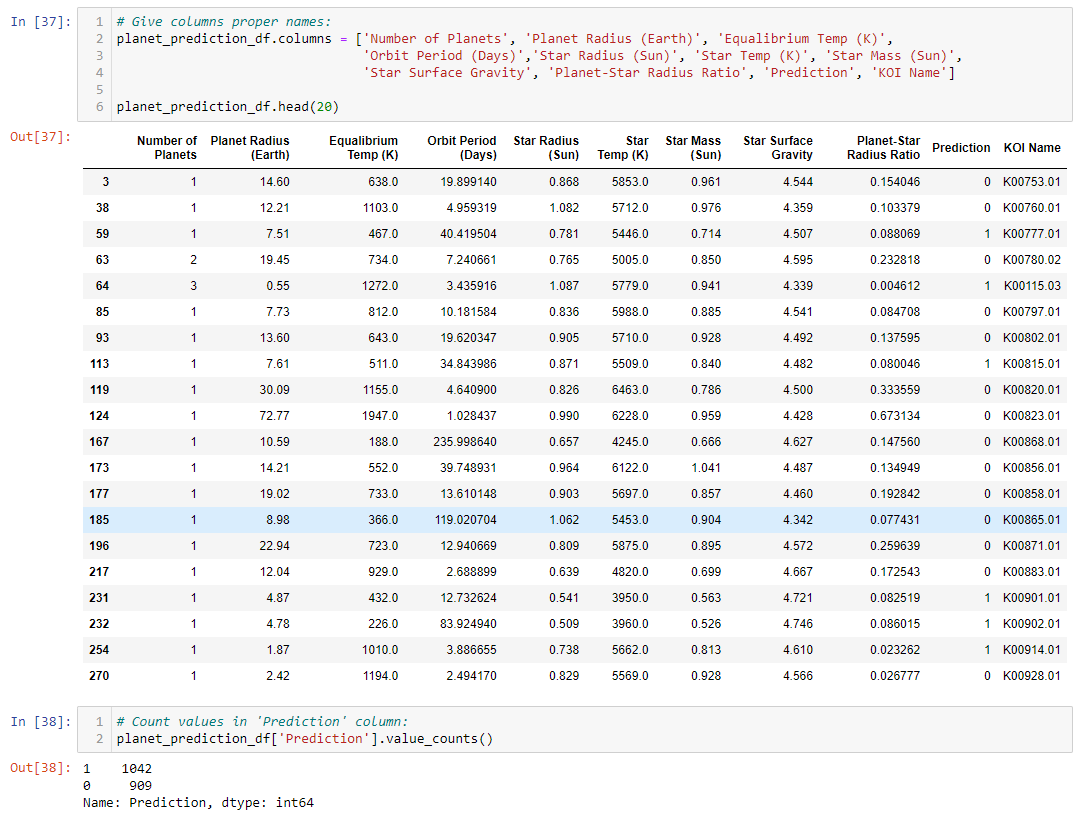 In [37]:
1 # Give columns proper names:
2 planet_prediction_df.columns = ['Number of Planets', 'Planet Radius (Earth)', 'Equalibrium Temp (K)',
3 'Orbit Period (Days)','Star Radius (Sun)', 'Star Temp (K)', 'Star Mass (Sun)',
4 'Star Surface Gravity', 'Planet-Star Radius Ratio', 'Prediction', 'KOI Name']
5
6 planet_prediction_df.head(20)
Out[37]:
Number of Planet Radius Equalibrium Orbit Period Star Radius Star Star Mass Star Surface Planet-Star Prediction KOI Name
Planets (Earth) Temp (K) (Days) (Sun) Temp (K) (Sun) Gravity Radius Ratio
3 1 14.60 638.0 19.899140 0.868 5853.0 0.961 4.544 0.154046 0 K00753.01
38 1 12.21 1103.0 4.959319 1.082 5712.0 0.976 4.359 0.103379 0 K00760.01
59 1 7.51 467.0 40.419504 0.781 5446.0 0.714 4.507 0.088069 1 K00777.01
63 2 19.45 734.0 7.240661 0.765 5005.0 0.850 4.595 0.232818 0 K00780.02
64 3 0.55 1272.0 3.435916 1.087 5779.0 0.941 4.339 0.004612 1 K00115.03
85 1 7.73 812.0 10.181584 0.836 5988.0 0.885 4.541 0.084708 1 K00797.01
93 1 13.60 643.0 19.620347 0.905 5710.0 0.928 4.492 0.137595 0 K00802.01
113 1 7.61 511.0 34.843986 0.871 5509.0 0.840 4.482 0.080046 1 K00815.01
119 1 30.09 1155.0 4.640900 0.826 6463.0 0.786 4.500 0.333559 0 K00820.01
124 1 72.77 1947.0 1.028437 0.990 6228.0 0.959 4.428 0.673134 0 K00823.01
167 1 10.59 188.0 235.998640 0.657 4245.0 0.666 4.627 0.147560 0 K00868.01
173 1 14.21 552.0 39.748931 0.964 6122.0 1.041 4.487 0.134949 0 K00856.01
177 1 19.02 733.0 13.610148 0.903 5697.0 0.857 4.460 0.192842 0 K00858.01
185 1 8.98 366.0 119.020704 1.062 5453.0 0.904 4.342 0.077431 0 K00865.01
196 1 22.94 723.0 12.940669 0.809 5875.0 0.895 4.572 0.259639 0 K00871.01
217 1 12.04 929.0 2.688899 0.639 4820.0 0.699 4.667 0.172543 0 K00883.01
231 1 4.87 432.0 12.732624 0.541 3950.0 0.563 4.721 0.082519 1 K00901.01
232 1 4.78 226.0 83.924940 0.509 3960.0 0.526 4.746 0.086015 1 K00902.01
254 1 1.87 1010.0 3.886655 0.738 5662.0 0.813 4.610 0.023262 1 K00914.01
270 1 2.42 1194.0 2.494170 0.829 5569.0 0.928 4.566 0.026777 0 K00928.01
In [38]:
1 # Count values in 'Prediction' column:
2 planet_prediction_df['Prediction'].value_counts()
Out[38]:
1 1042
0 909
Name: Prediction, dtype: int64